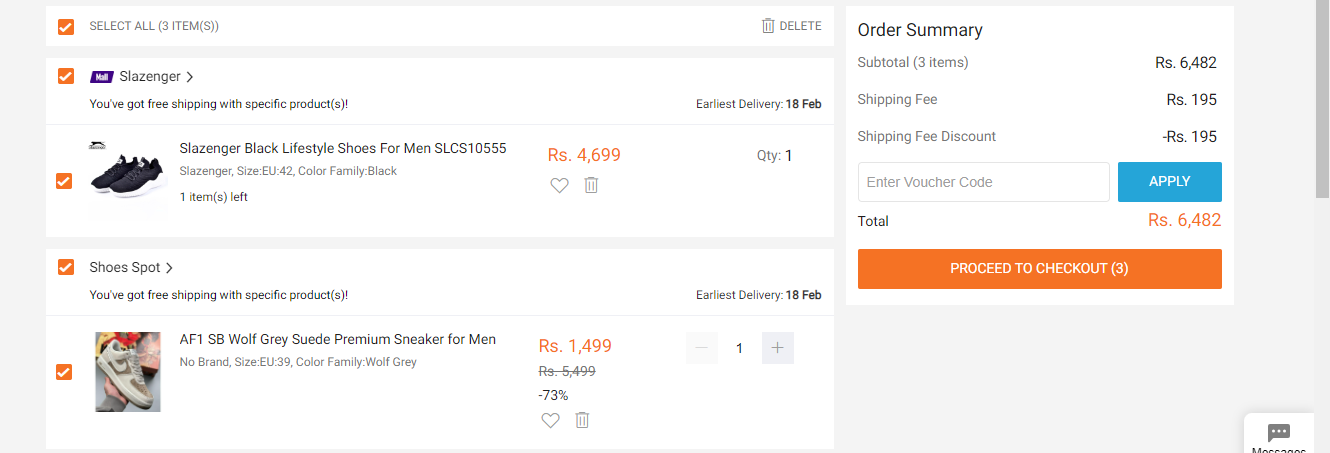 SELECT ALL (3 ITEM(S))
DELETE
Mall Slazenger
You've got free shipping with specific product(s)!
Earliest Delivery: 18 Feb
Slazenger
Slazenger Black Lifestyle Shoes For Men SLCS10555
Slazenger, Size:EU:42, Color Family:Black
1 item(s) left
Rs. 4,699
Qty: 1
Shoes Spot
You've got free shipping with specific product(s)!
Earliest Delivery: 18 Feb
AF1 SB Wolf Grey Suede Premium Sneaker for Men
No Brand, Size:EU:39, Color Family:Wolf Grey
Rs. 1,499
Rs. 5,499
-73%
1
Order Summary
Subtotal (3 items) Rs. 6,482
Shipping Fee Rs. 195
Shipping Fee Discount -Rs. 195
Enter Voucher Code APPLY
Total Rs. 6,482
PROCEED TO CHECKOUT (3)
Messages